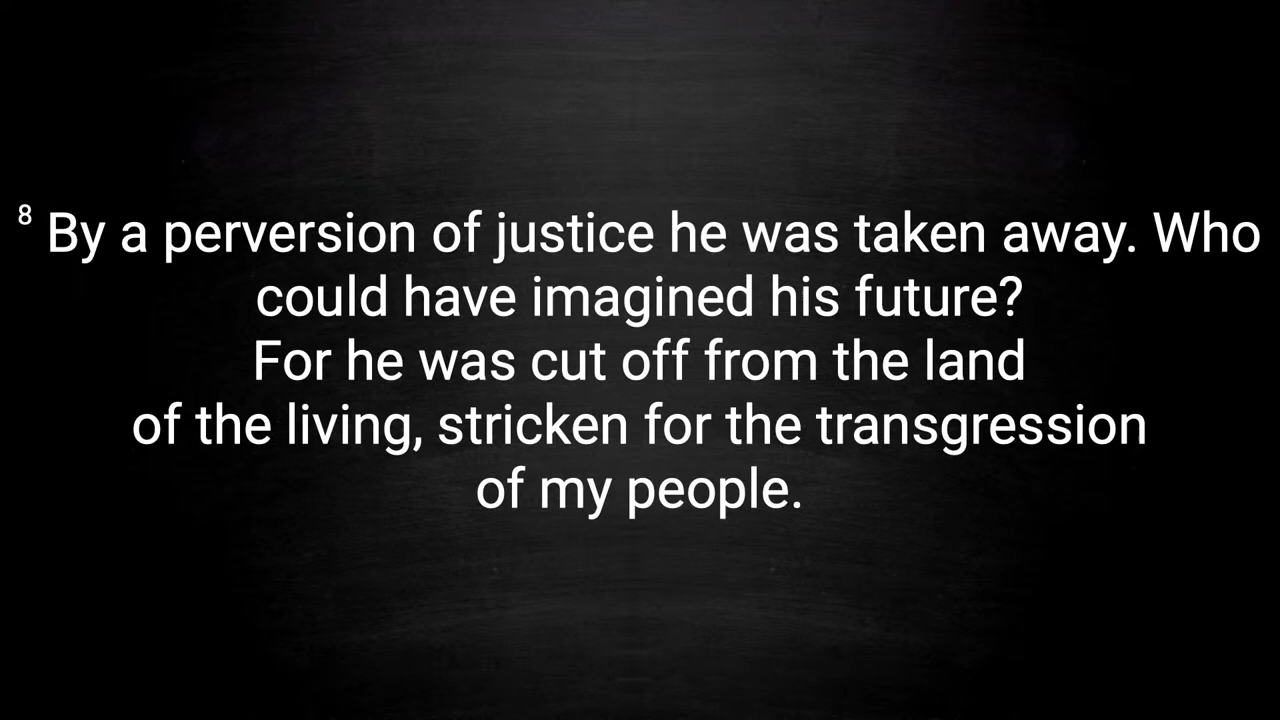 8 By a perversion of justice he was taken away. Who
could have imagined his future?
For he was cut off from the land
of the living, stricken for the transgression
of my people.